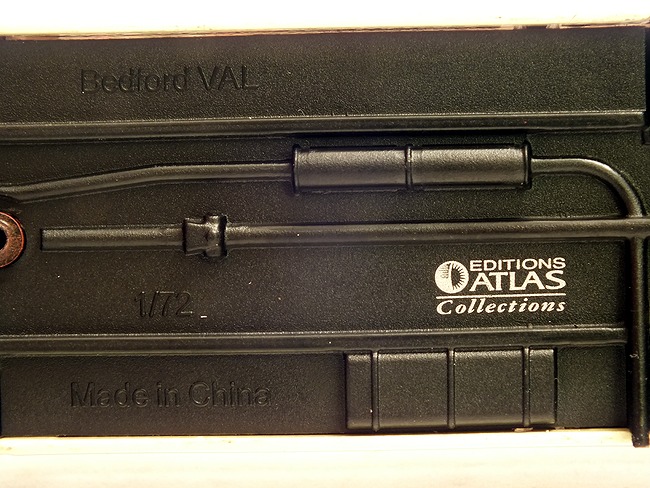 Bedford VAL
EDITIONS
ATLAS
Collections
1/72
Made in China